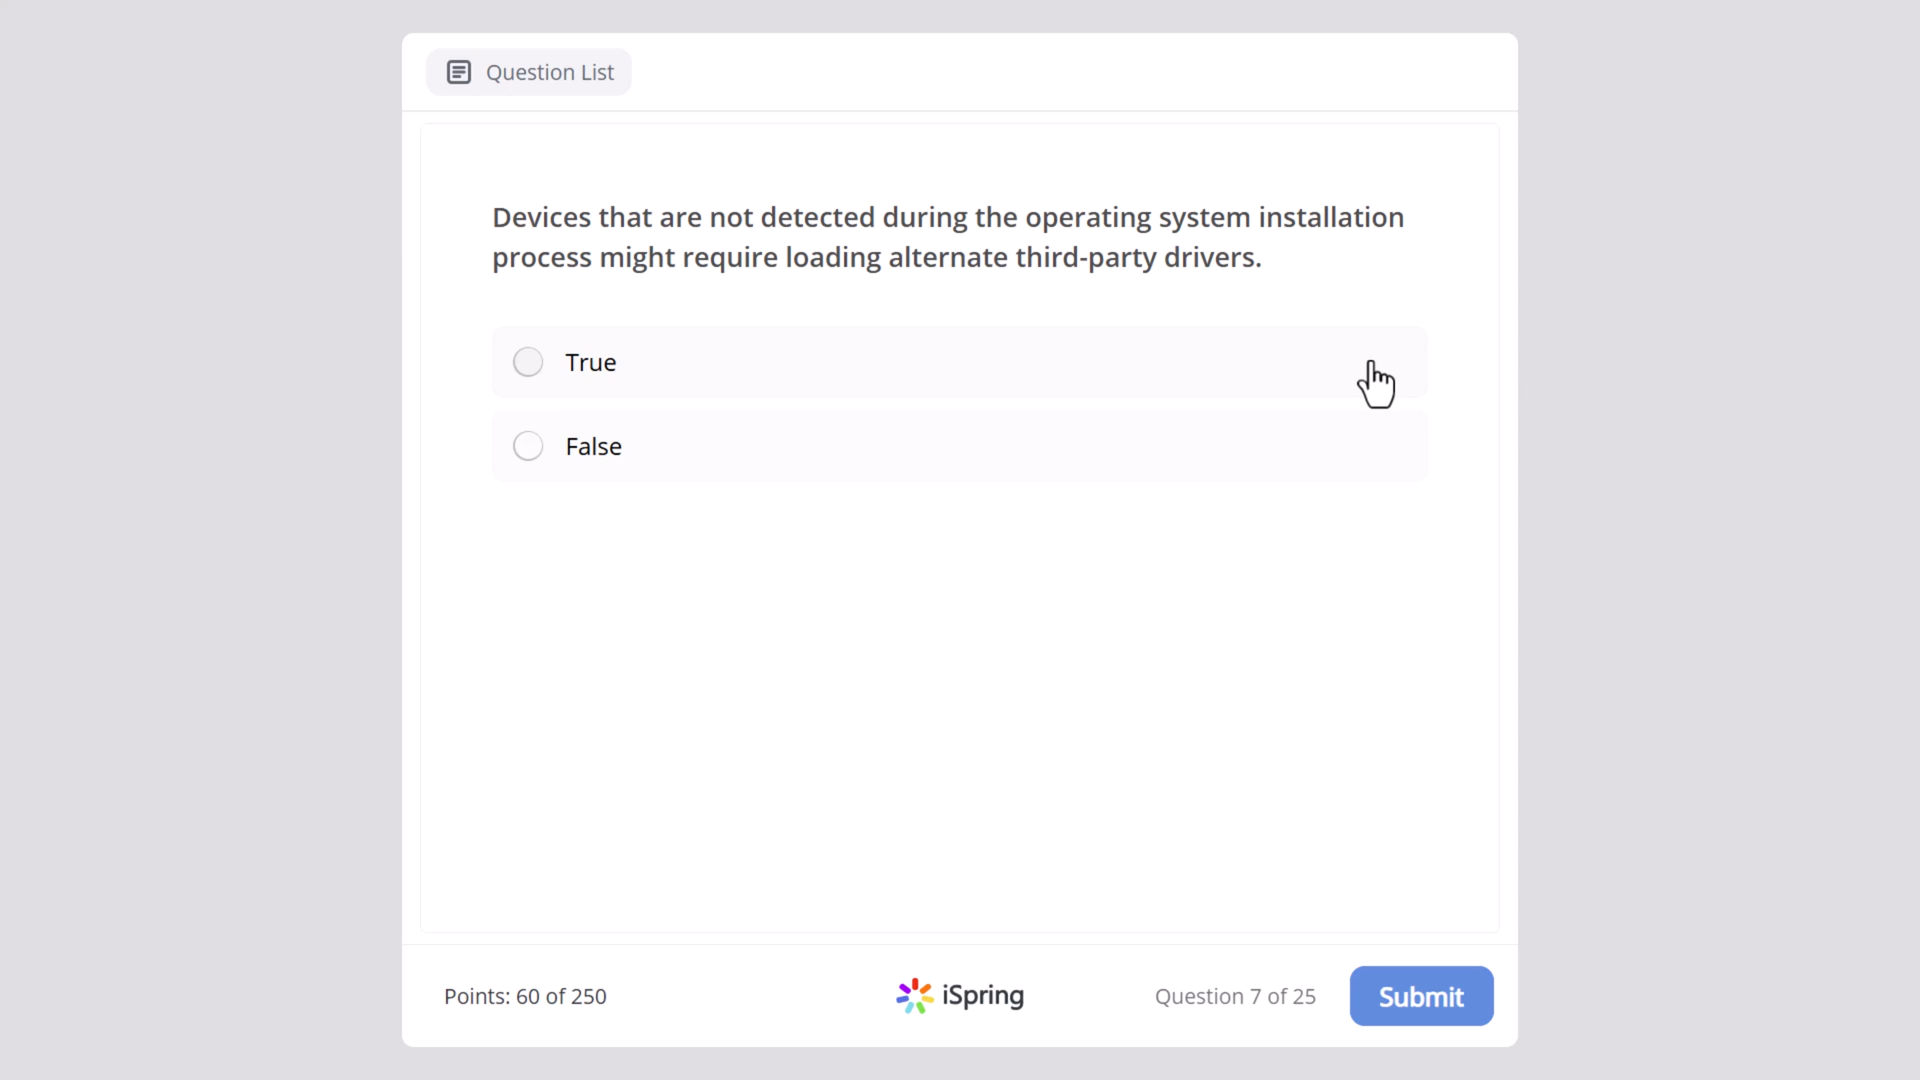 Question List
Devices that are not detected during the operating system installation
process might require loading alternate third-party drivers.
True
False
Points: 60 of 250
iSpring
Question 7 of 25
Submit